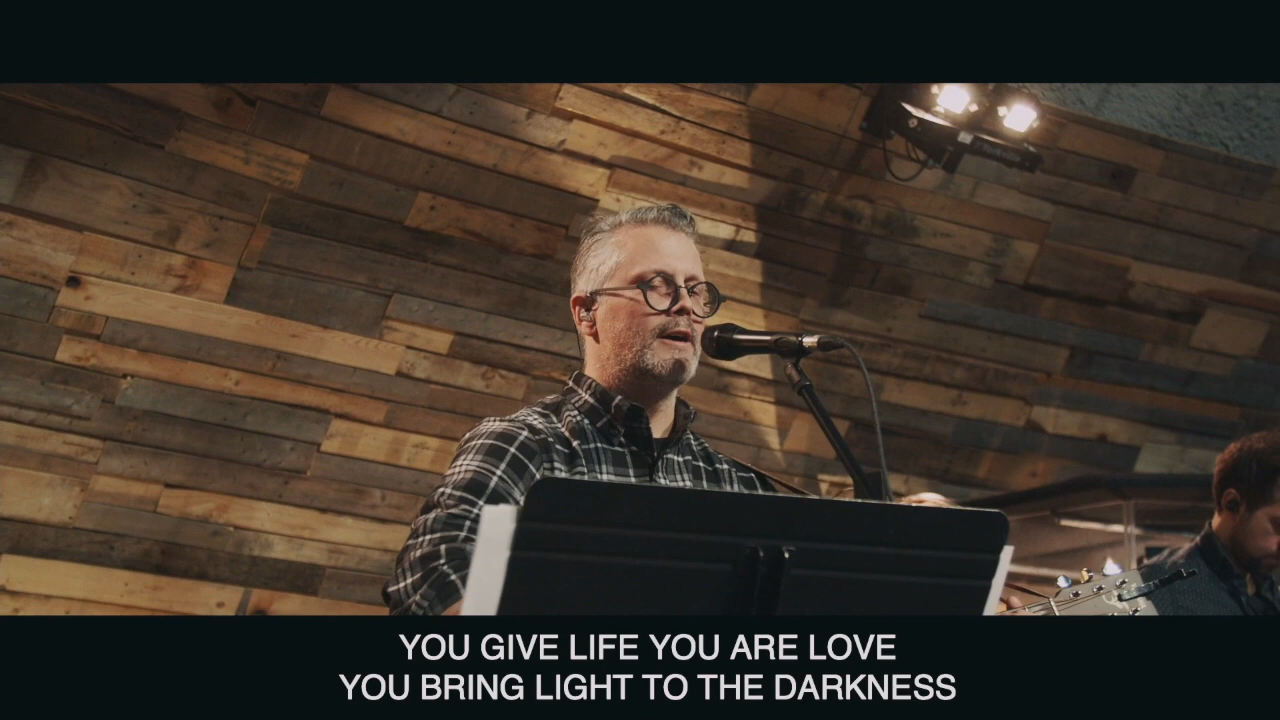 YOU GIVE LIFE YOU ARE LOVE
YOU BRING LIGHT TO THE DARKNESS